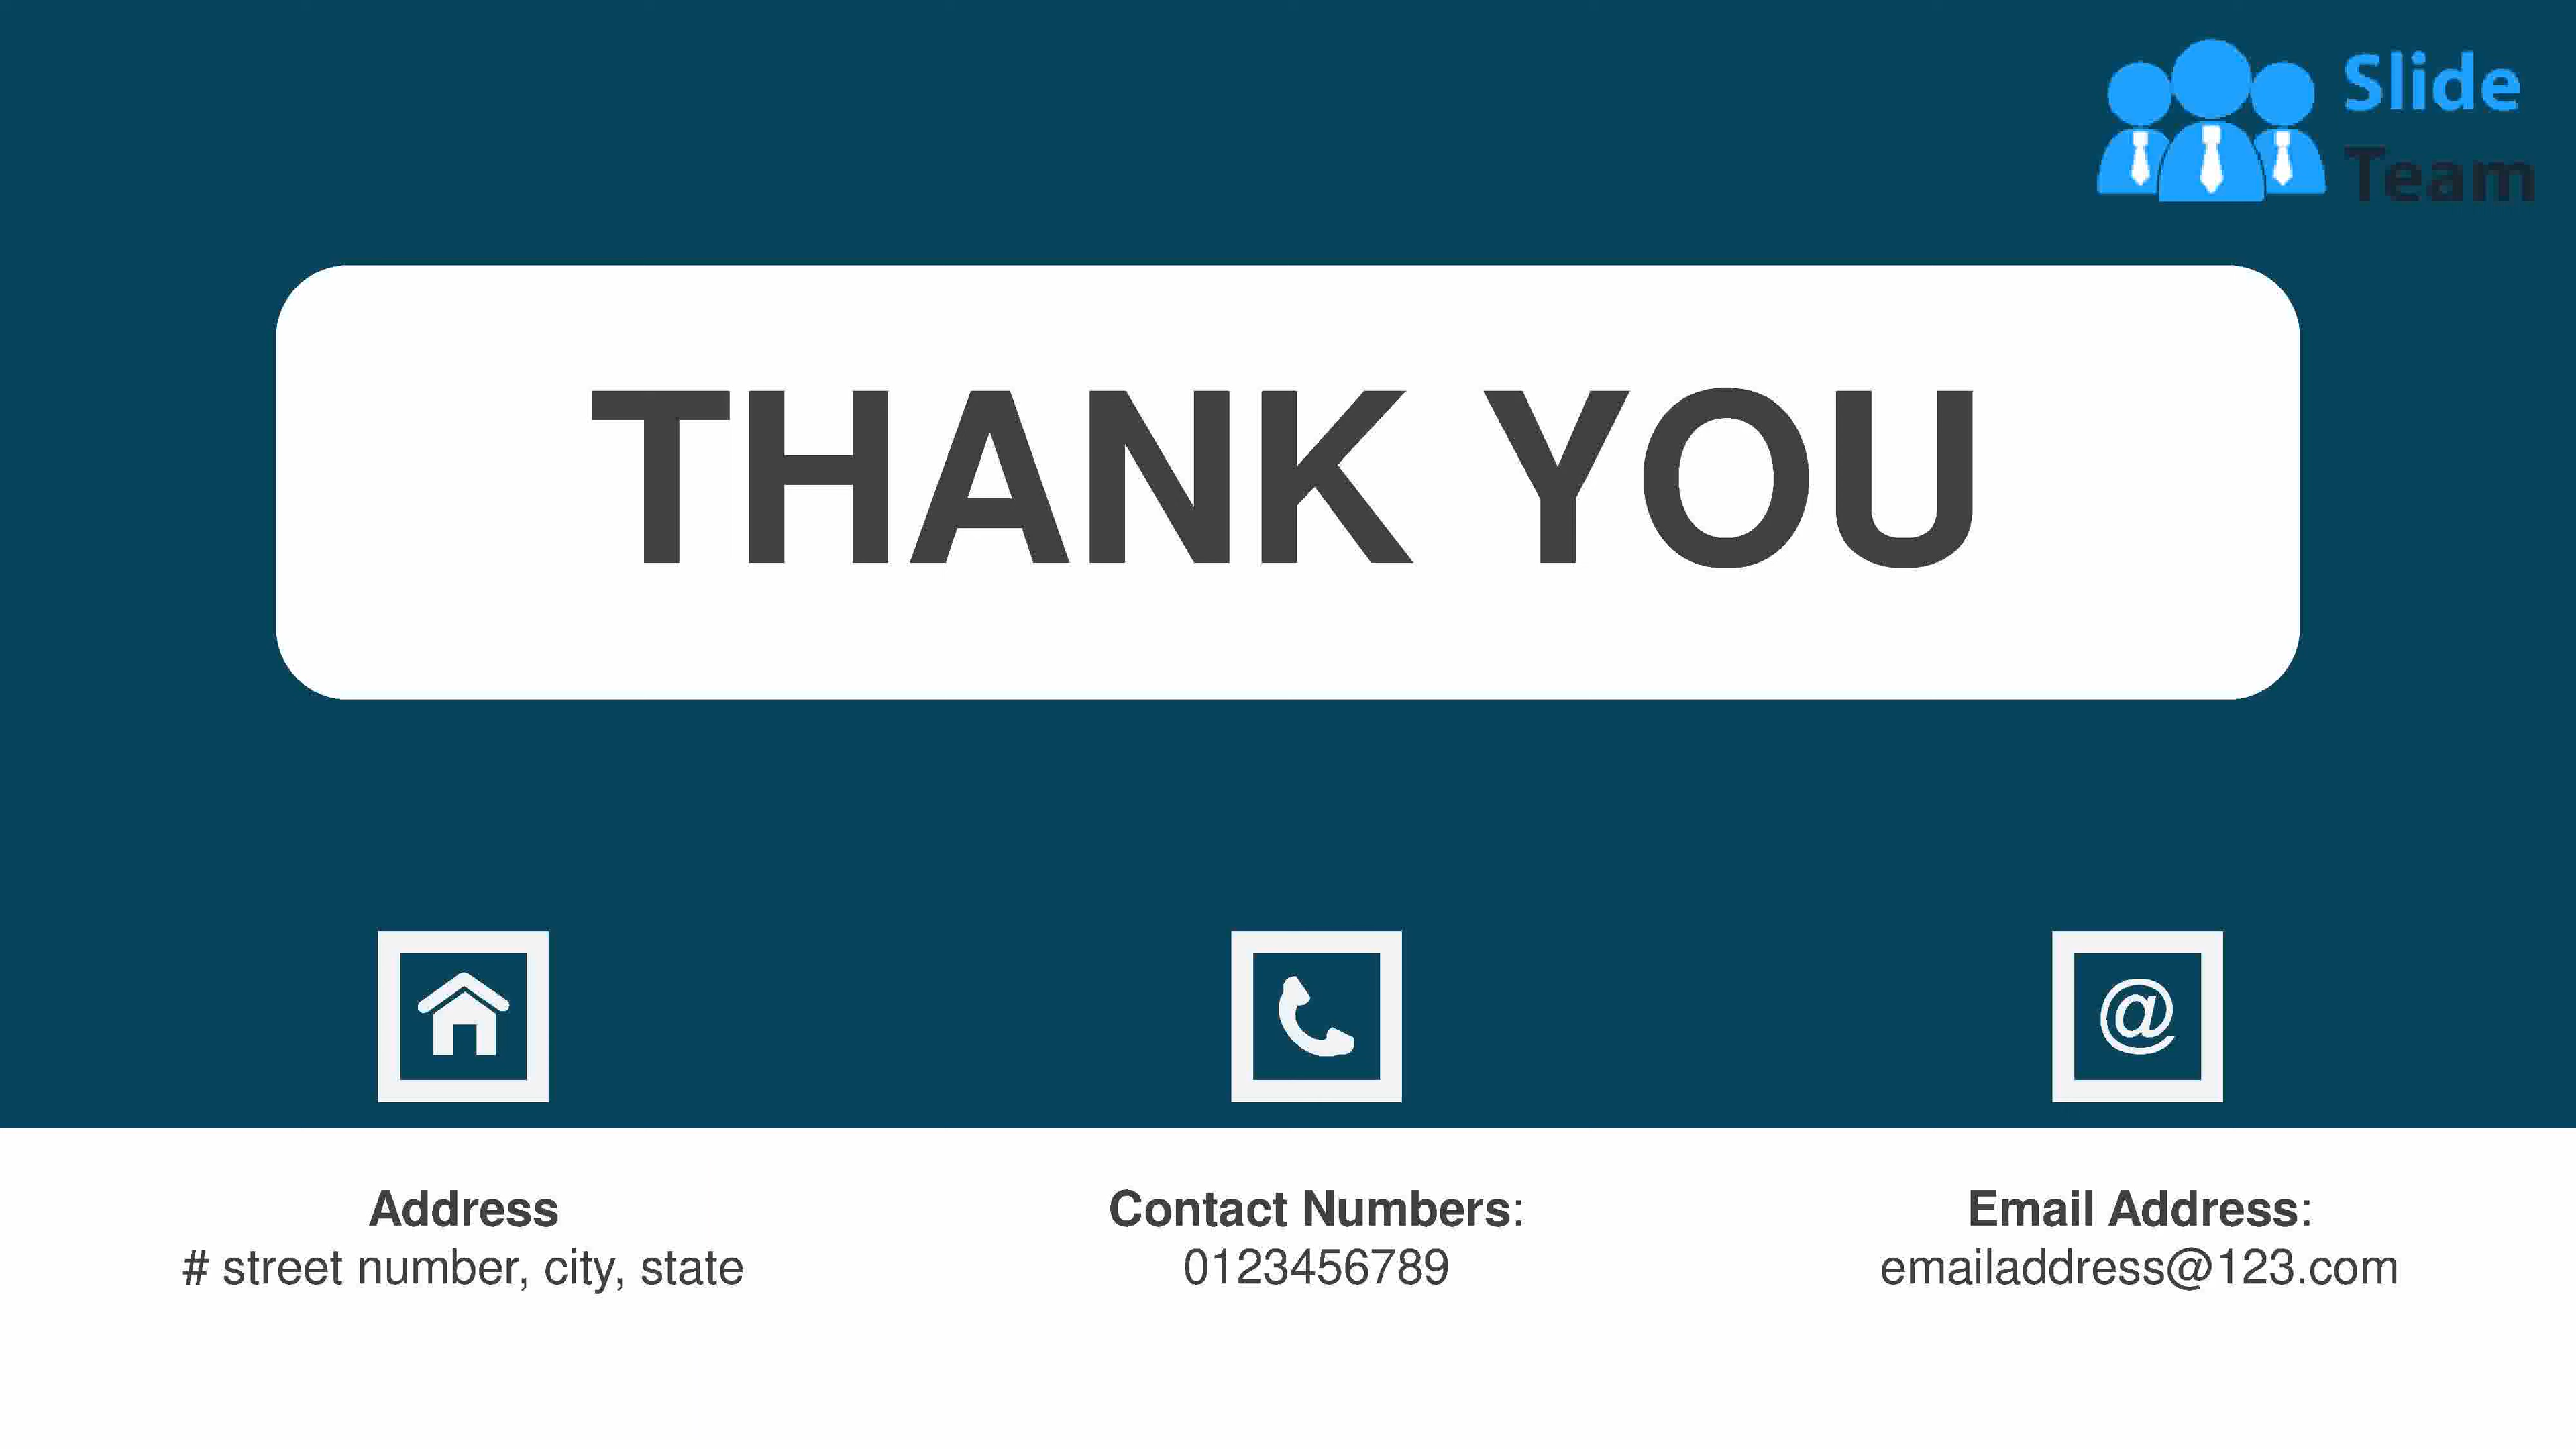 Slide
Team
THANK YOU
@
Address
# street number, city, state
Contact Numbers:
0123456789
Email Address:
emailaddress@123.com